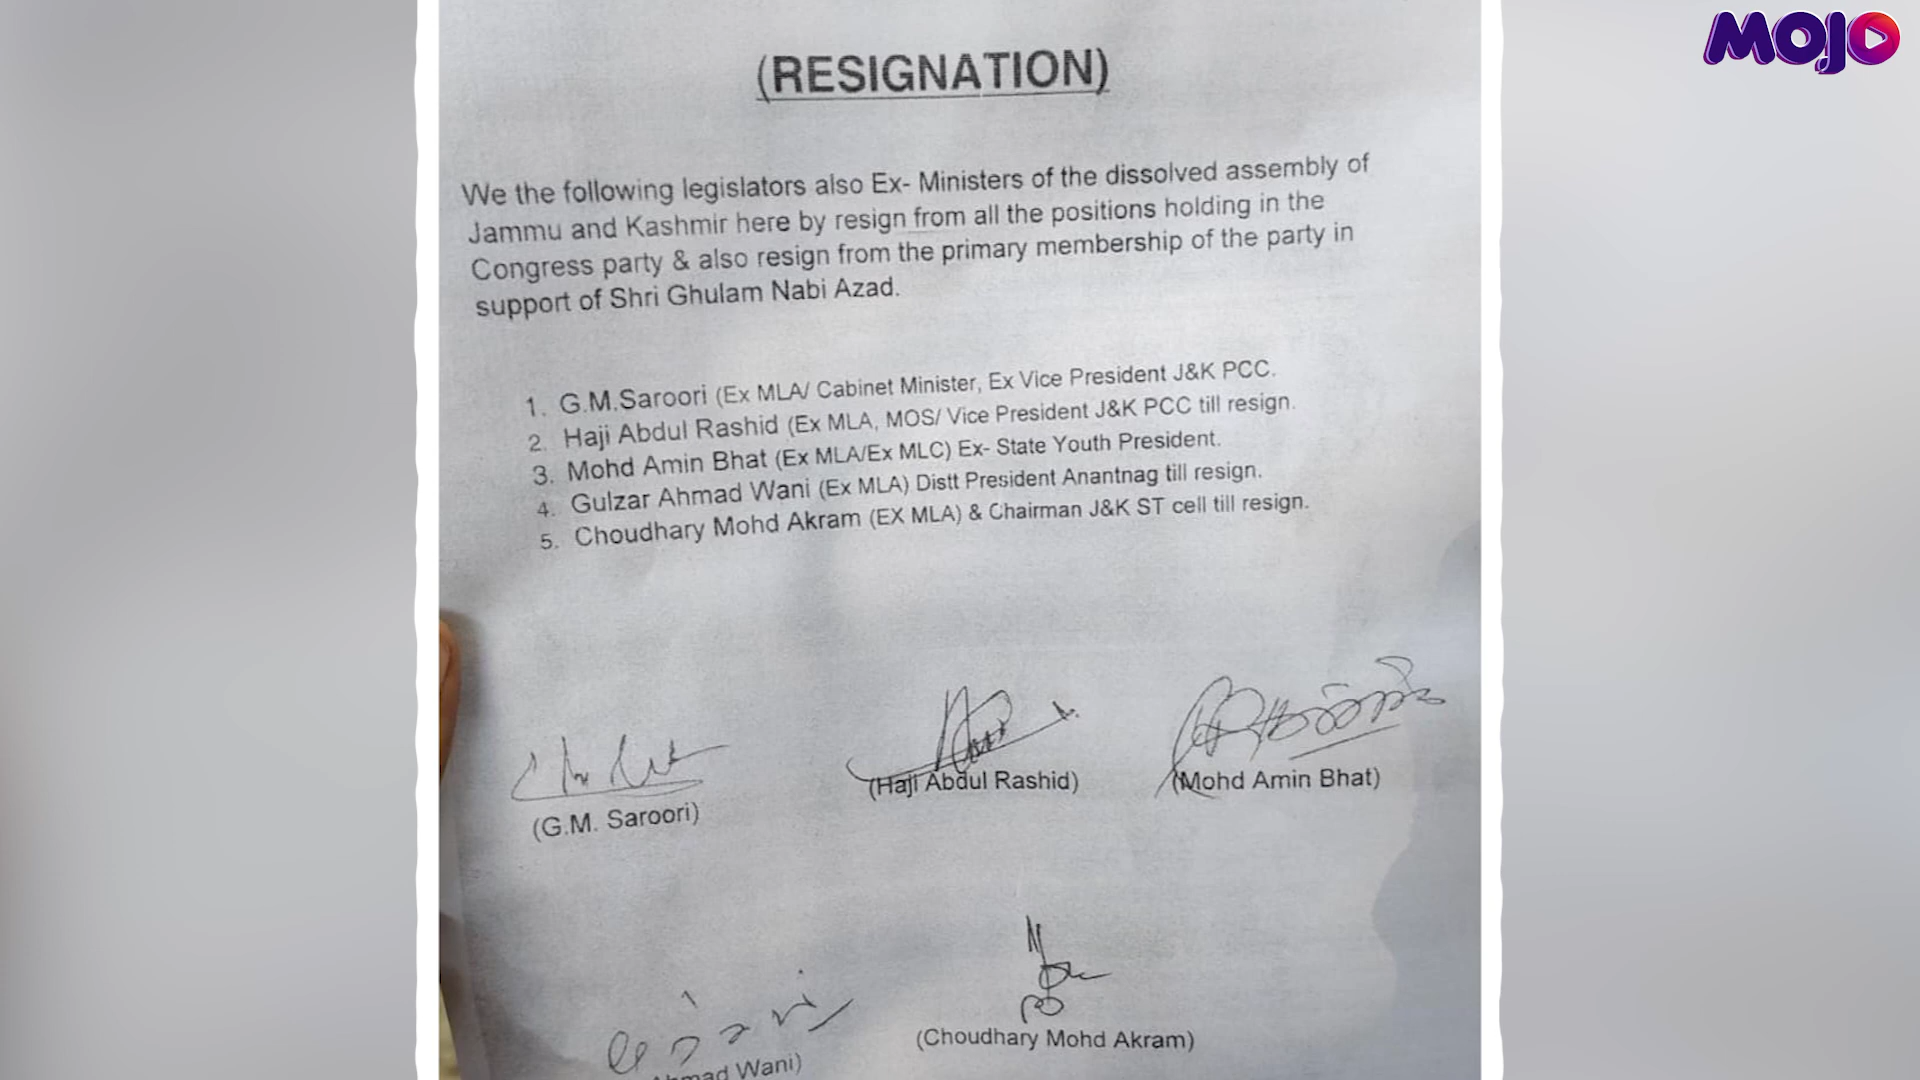 MOJO
(RESIGNATION)
We the following legislators also Ex- Ministers of the dissolved assembly of
Jammu and Kashmir here by resign from all the positions holding in the
Congress party & also resign from the primary membership of the party in
support of Shri Ghulam Nabi Azad.
1. G.M.Saroori (Ex MLA/ Cabinet Minister, Ex Vice President J&K PCC.
2. Haji Abdul Rashid (Ex MLA, MOS/ Vice President J&K PCC till resign.
3. Mohd Amin Bhat (Ex MLA/Ex MLC) Ex- State Youth President.
4. Gulzar Ahmad Wani (Ex MLA) Distt President Anantnag till resign.
5. Choudhary Mohd Akram (EX MLA) & Chairman J&K ST cell till resign.
(G.M. Saroori)
(Haji Abdul Rashid)
(Mohd Amin Bhat)
Wani)
(Choudhary Mohd Akram)